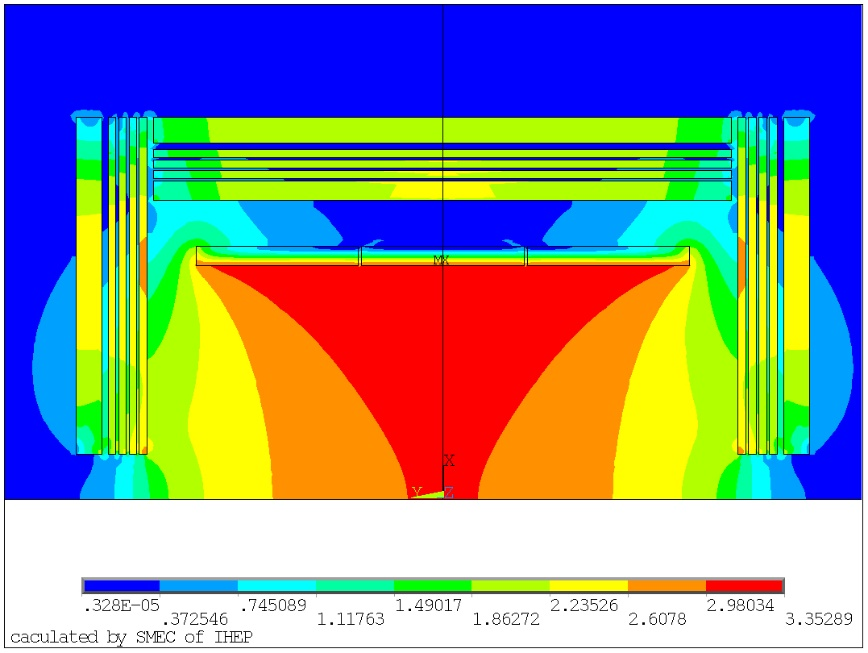 MX
X
Y Z
.328E-05 .745089 1.49017 2.23526 2.98034
.372546 1.11763 1.86272 2.6078 3.35289
caculated by SMEC of IHEP